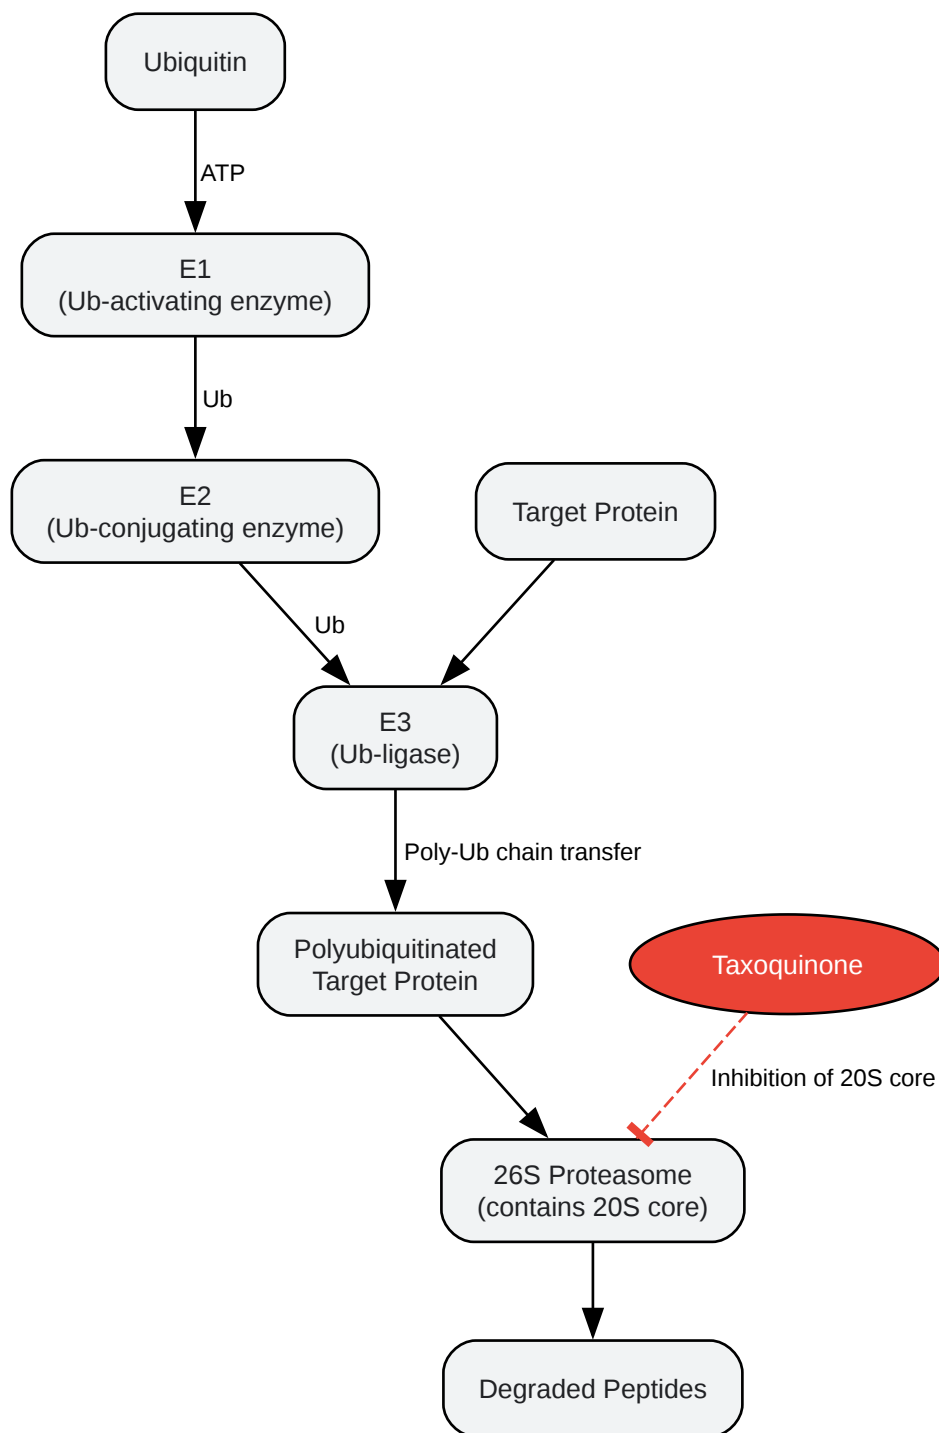 Ubiquitin
ATP
E1
(Ub-activating enzyme)
Ub
E2
(Ub-conjugating enzyme)
Target Protein
Ub
E3
(Ub-ligase)
Poly-Ub chain transfer
Polyubiquitinated
Target Protein
Taxoquinone
Inhibition of 20S core
26S Proteasome
(contains 20S core)
Degraded Peptides